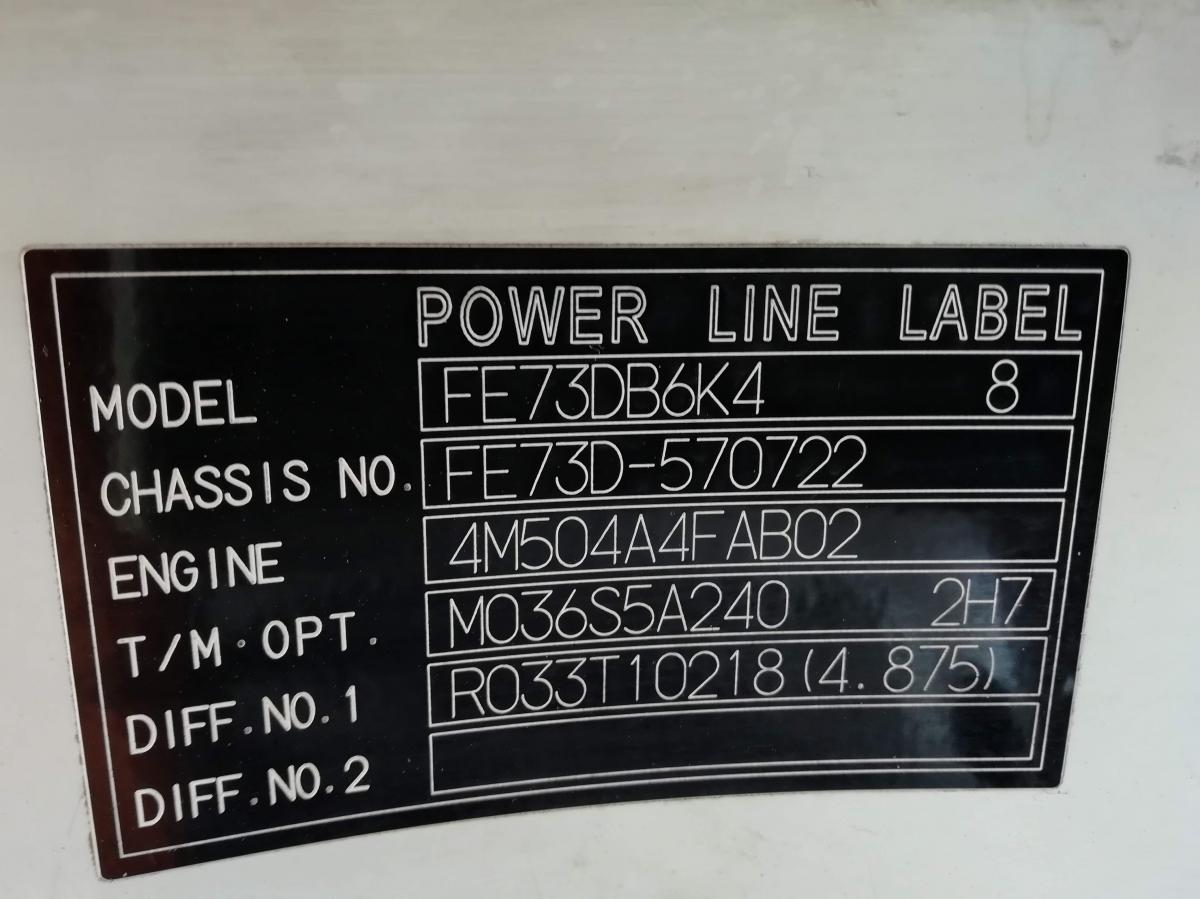 POWER LINE LABEL
MODEL FE73DB6K4 8
CHASSIS NO. FE73D-570722
ENGINE 4M504A4FAB02
T/M·OPT. M036S5A240 2H7
DIFF.NO.1 R033T10218(4.875)
DIFF.NO.2